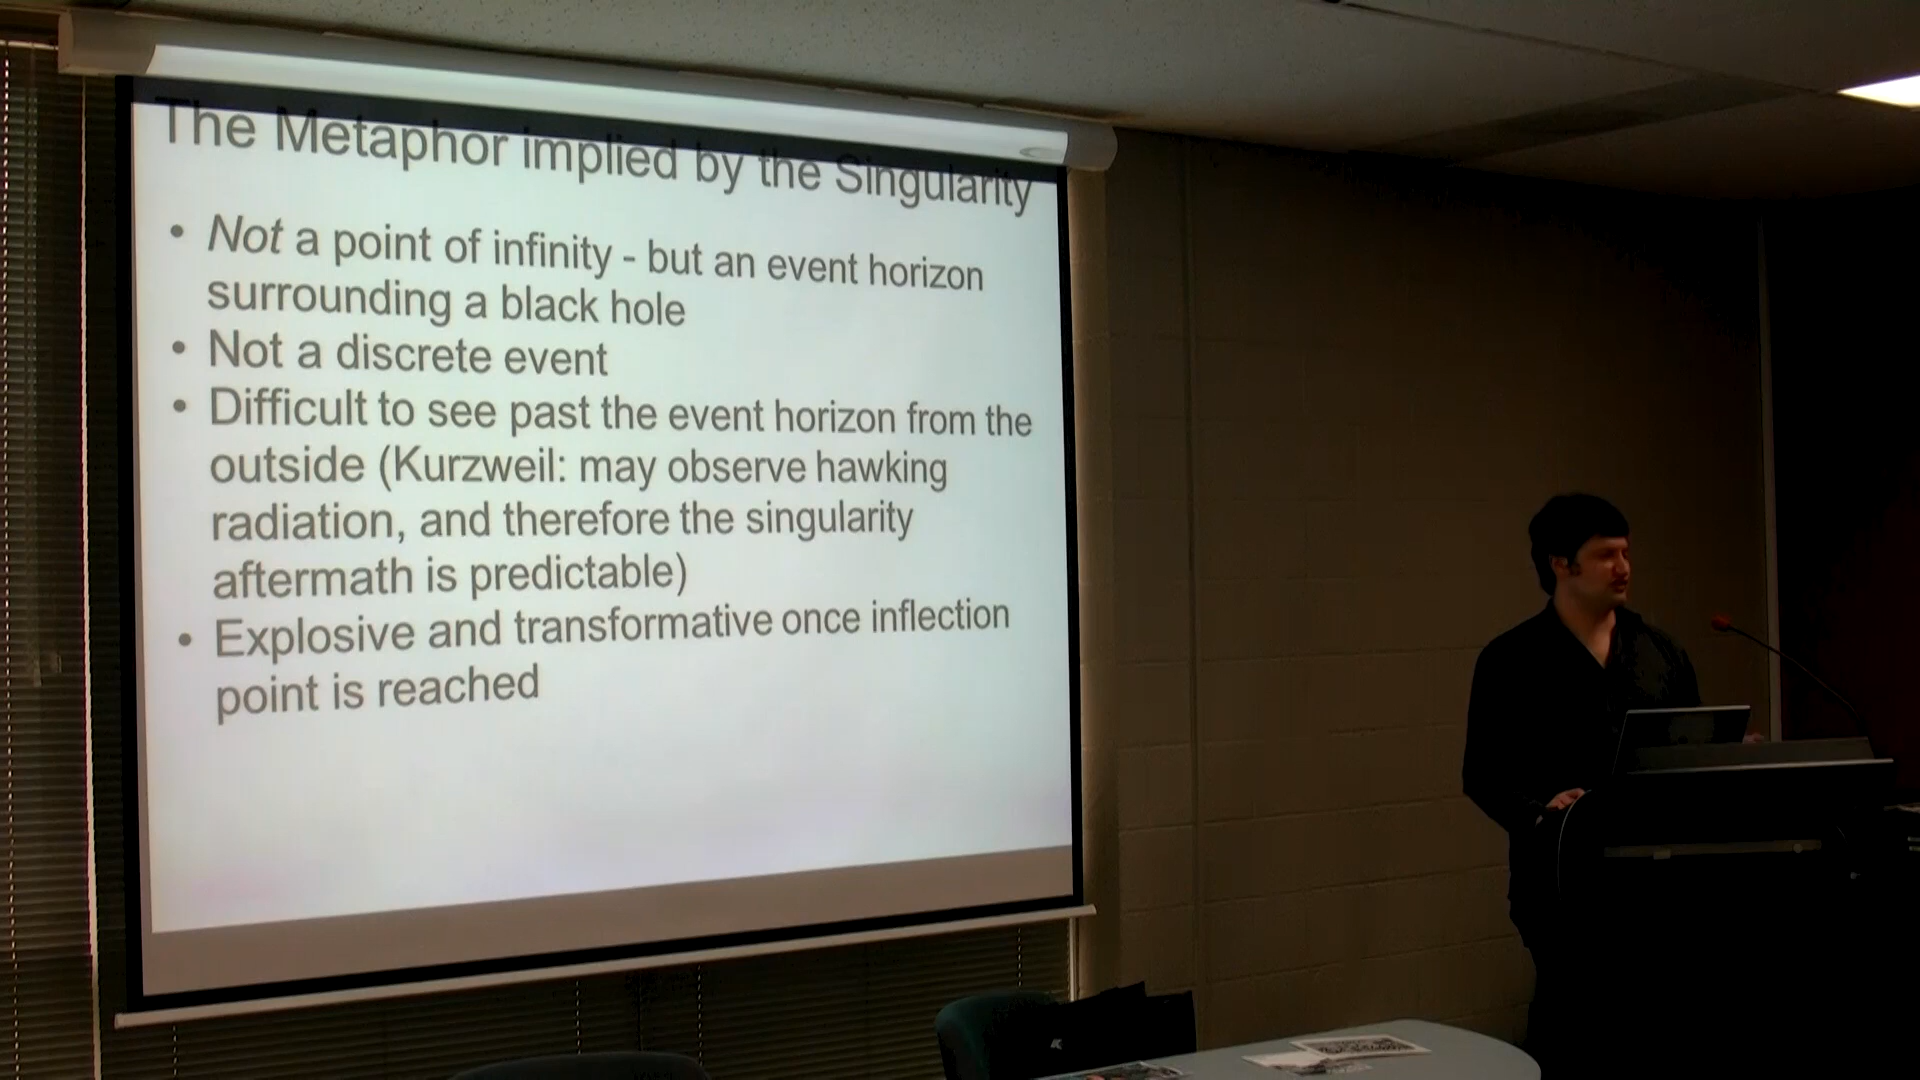 The Metaphor implied by the Singularity
• Not a point of infinity - but an event horizon
surrounding a black hole
• Not a discrete event
• Difficult to see past the event horizon from the
outside (Kurzweil: may observe hawking
radiation, and therefore the singularity
aftermath is predictable)
• Explosive and transformative once inflection
point is reached